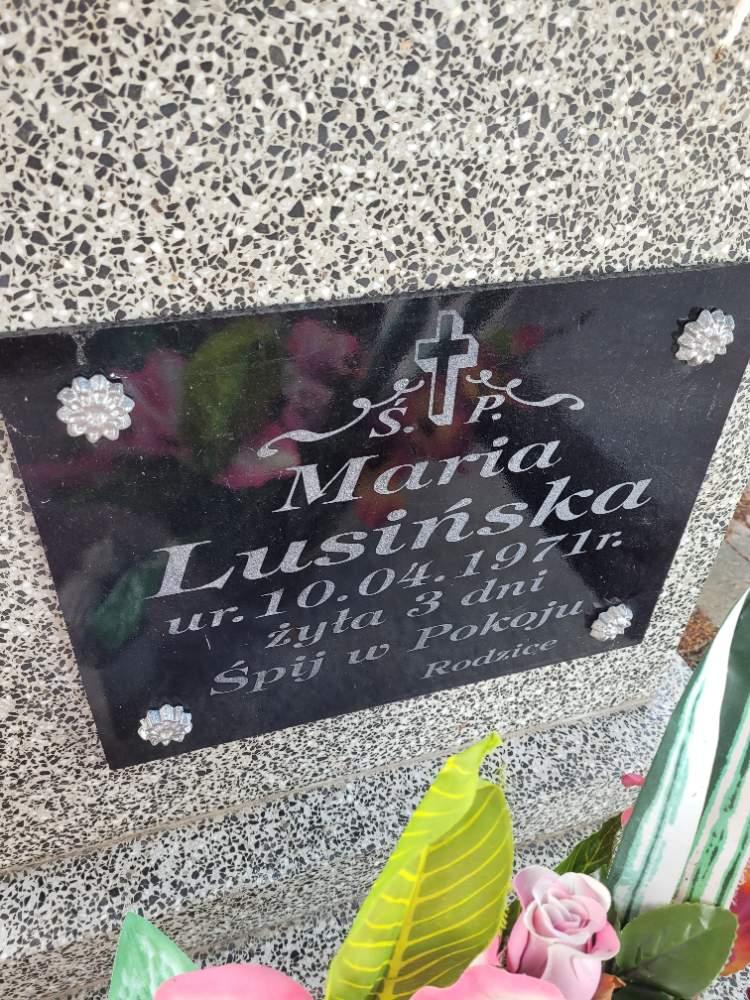 Ś. P.
Maria
Lusińska
ur. 10.04.1971r.
żyła 3 dni
Śpij w Pokoju
Rodzice